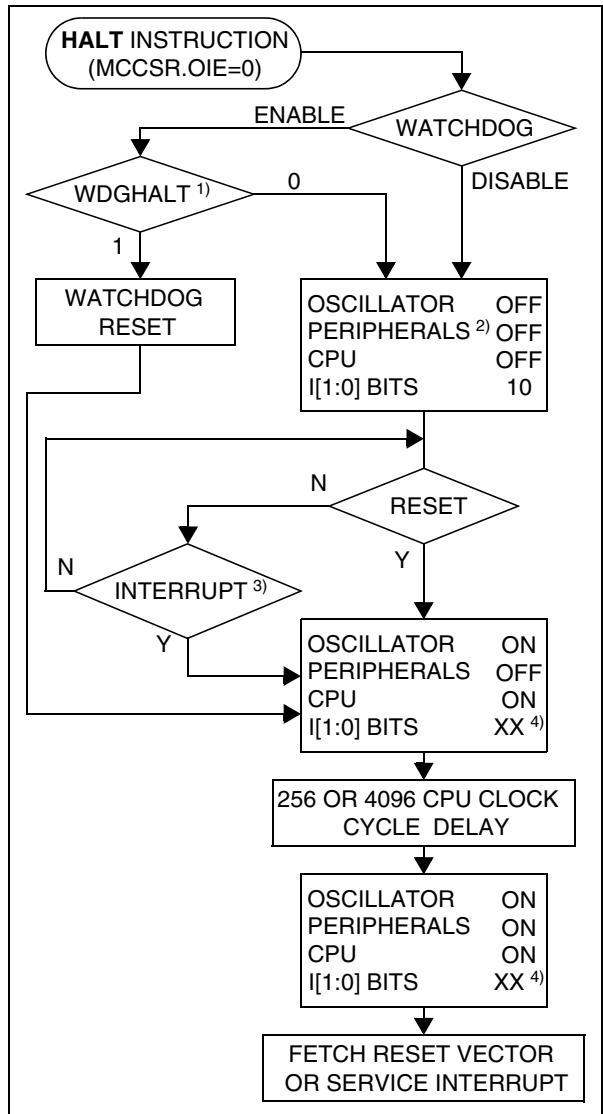 HALT INSTRUCTION
(MCCSR.OIE=0)
ENABLE
WATCHDOG
WDGHALT 1)
0
DISABLE
1
WATCHDOG
RESET
OSCILLATOR OFF
PERIPHERALS 2) OFF
CPU OFF
I[1:0] BITS 10
N
RESET
Y
N
INTERRUPT 3)
Y
OSCILLATOR ON
PERIPHERALS OFF
CPU ON
I[1:0] BITS XX 4)
256 OR 4096 CPU CLOCK
CYCLE DELAY
OSCILLATOR ON
PERIPHERALS ON
CPU ON
I[1:0] BITS XX 4)
FETCH RESET VECTOR
OR SERVICE INTERRUPT